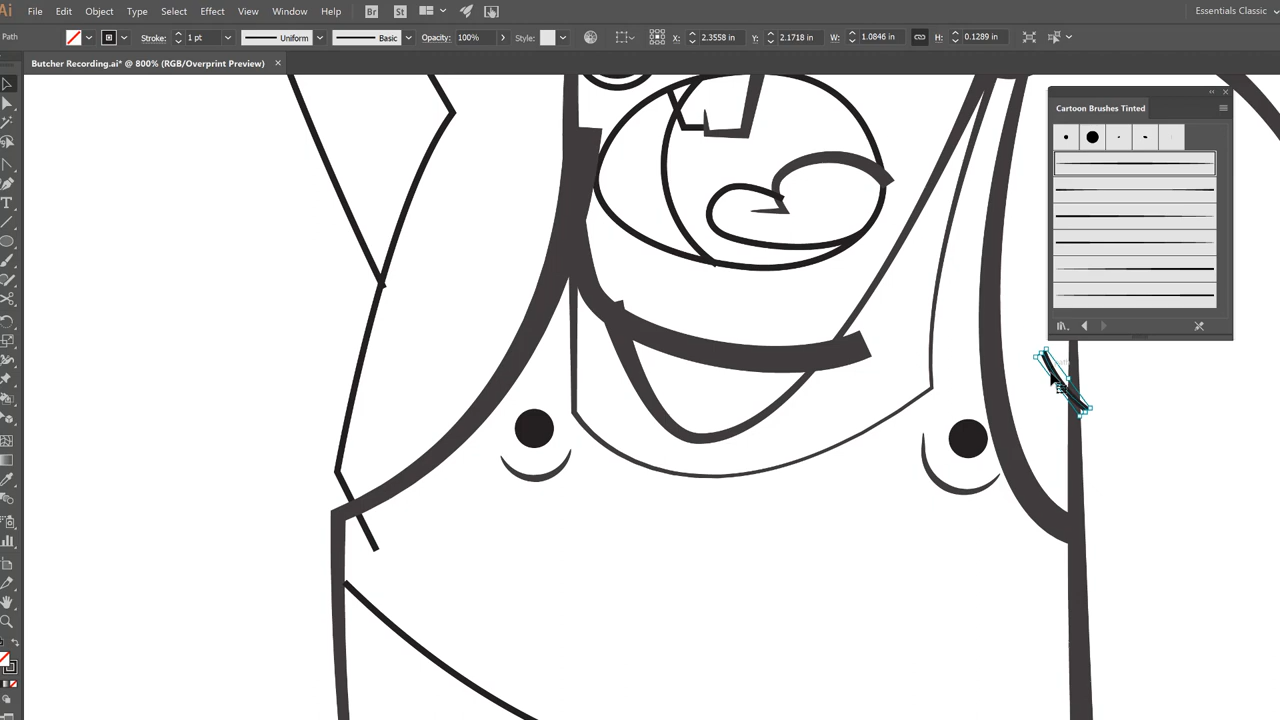 Ai File Edit Object Type Select Effect View Window Help Br St Essentials Classic
Path Stroke: 1 pt Uniform Basic Opacity: 100% Style: X: 2.3558 in Y: 2.1718 in W: 1.0846 in H: 0.1289 in
Butcher Recording.ai* @ 800% (RGB/Overprint Preview) ×
Cartoon Brushes Tinted